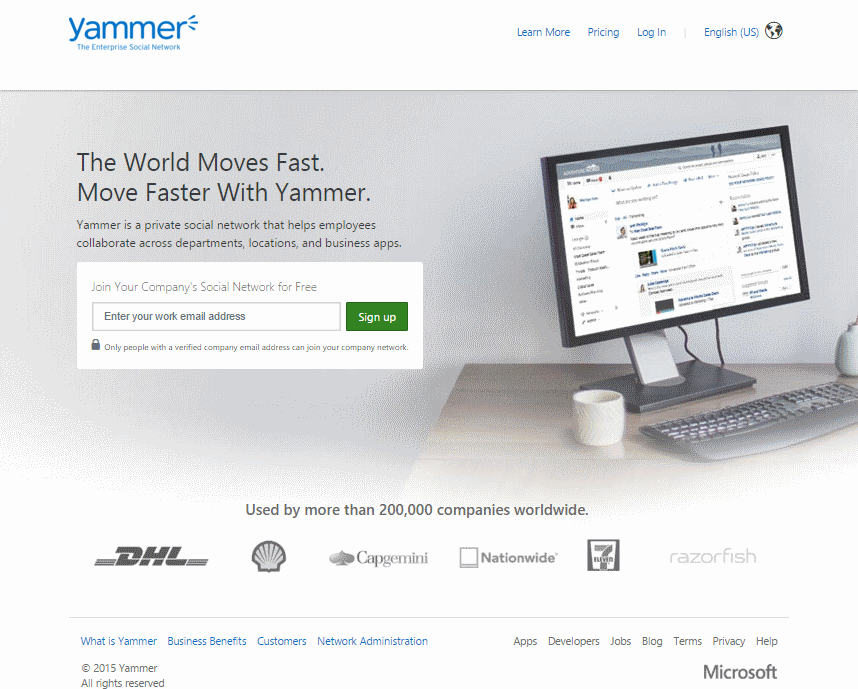 yammer
The Enterprise Social Network
Learn More
Pricing
Log In
|
English (US)
The World Moves Fast.
Move Faster With Yammer.
Yammer is a private social network that helps employees
collaborate across departments, locations, and business apps.
Join Your Company's Social Network for Free
Enter your work email address
Sign up
Only people with a verified company email address can join your company network.
Used by more than 200,000 companies worldwide.
DHL
Capgemini
Nationwide®
7
ELEVEN
razorfish
What is Yammer
Business Benefits
Customers
Network Administration
Apps
Developers
Jobs
Blog
Terms
Privacy
Help
© 2015 Yammer
All rights reserved
Microsoft